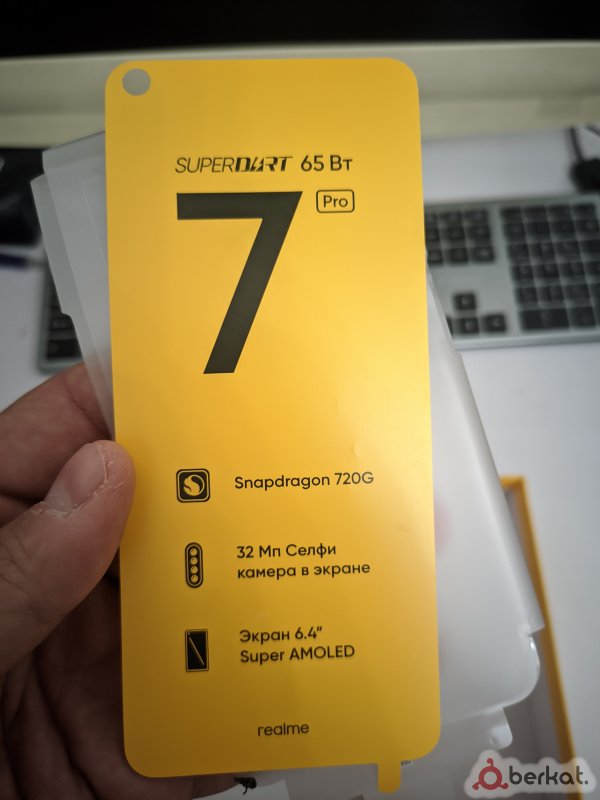 SUPERDART 65 Вт
7 Pro
Snapdragon 720G
32 Мп Селфи
камера в экране
Экран 6.4"
Super AMOLED
realme
berkat.